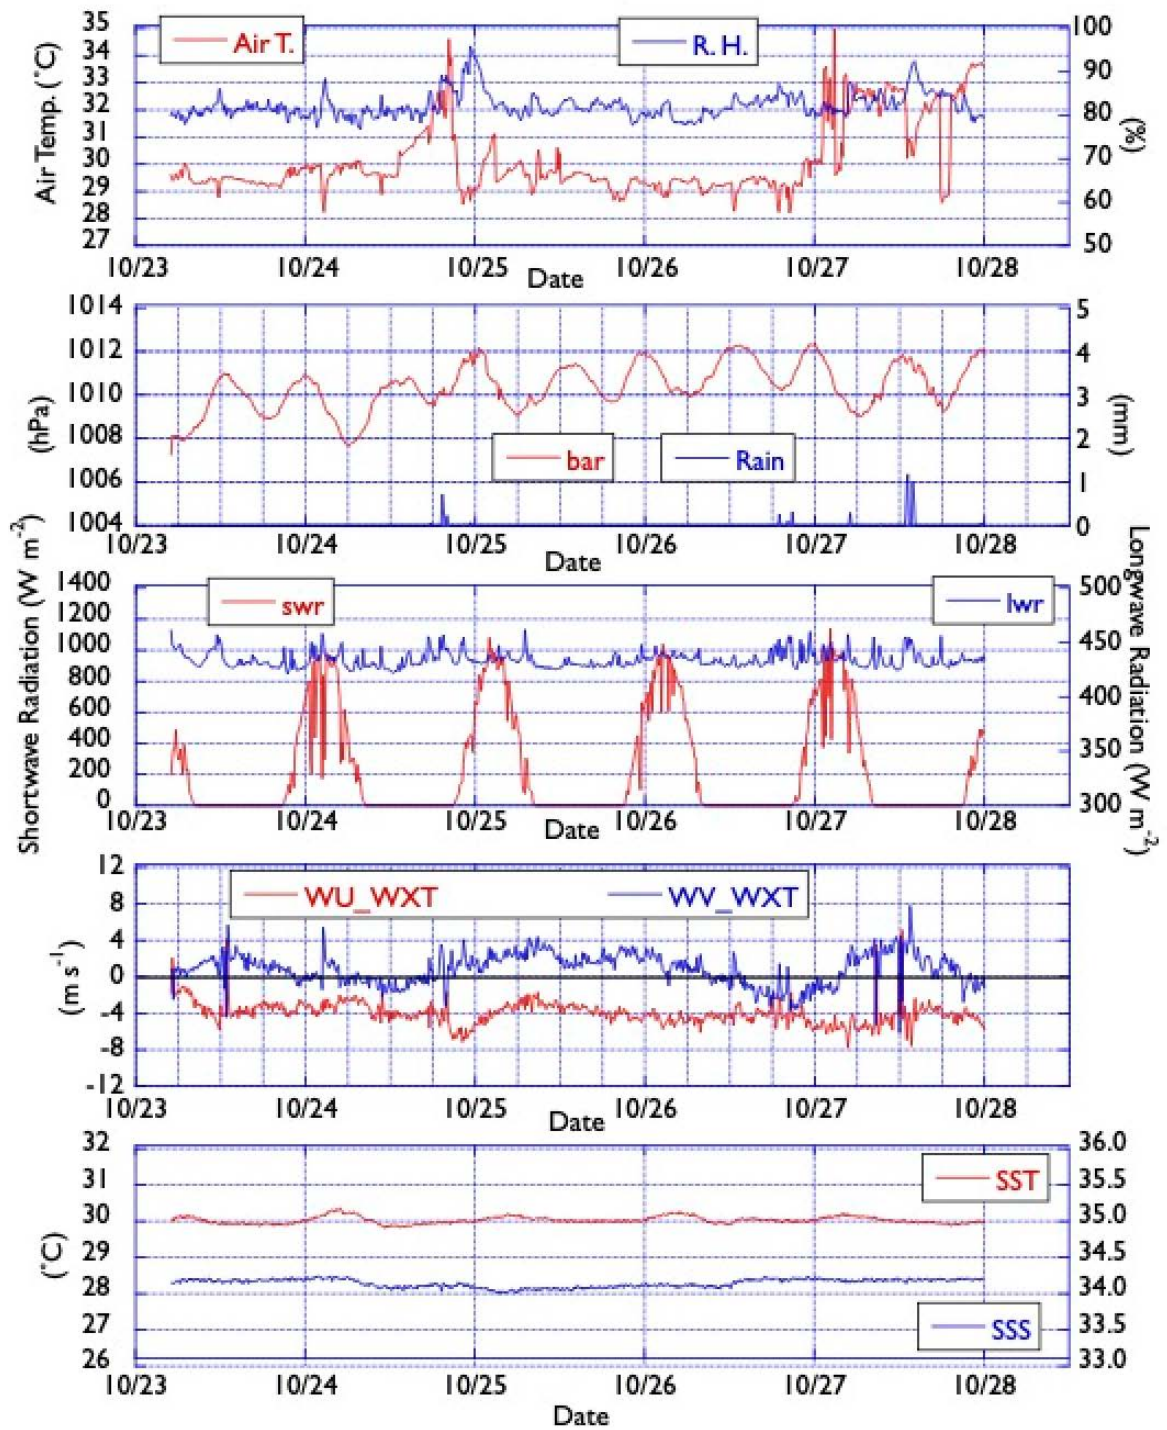 Air T.
R. H.
Air Temp. (°C)
35
34
33
32
31
30
29
28
27
100
90
80
70
60
50
(%)
10/23 10/24 10/25 10/26 10/27 10/28
Date
1014
1012
1010
1008
1006
1004
(hPa)
5
4
3
2
1
0
(mm)
bar
Rain
10/23 10/24 10/25 10/26 10/27 10/28
Date
Shortwave Radiation (W m-2)
1400
1200
1000
800
600
400
200
0
swr
lwr
500
450
400
350
300
Longwave Radiation (W m-2)
10/23 10/24 10/25 10/26 10/27 10/28
Date
12
8
4
0
-4
-8
-12
(m s-1)
WU_WXT
WV_WXT
10/23 10/24 10/25 10/26 10/27 10/28
Date
32
31
30
29
28
27
26
(°C)
SST
SSS
36.0
35.5
35.0
34.5
34.0
33.5
33.0
10/23 10/24 10/25 10/26 10/27 10/28
Date